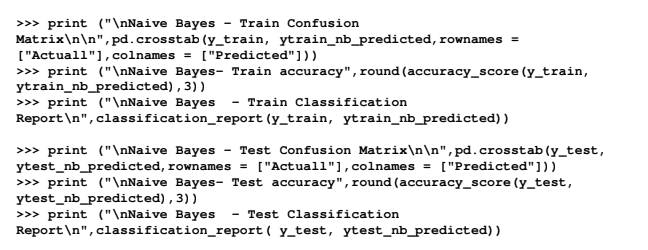 >>> print ("\nNaive Bayes - Train Confusion
Matrix\n\n",pd.crosstab(y_train, ytrain_nb_predicted,rownames =
["Actuall"],colnames = ["Predicted"]))
>>> print ("\nNaive Bayes- Train accuracy",round(accuracy_score(y_train,
ytrain_nb_predicted),3))
>>> print ("\nNaive Bayes  - Train Classification
Report\n",classification_report(y_train, ytrain_nb_predicted))

>>> print ("\nNaive Bayes - Test Confusion Matrix\n\n",pd.crosstab(y_test,
ytest_nb_predicted,rownames = ["Actuall"],colnames = ["Predicted"]))
>>> print ("\nNaive Bayes- Test accuracy",round(accuracy_score(y_test,
ytest_nb_predicted),3))
>>> print ("\nNaive Bayes  - Test Classification
Report\n",classification_report( y_test, ytest_nb_predicted))